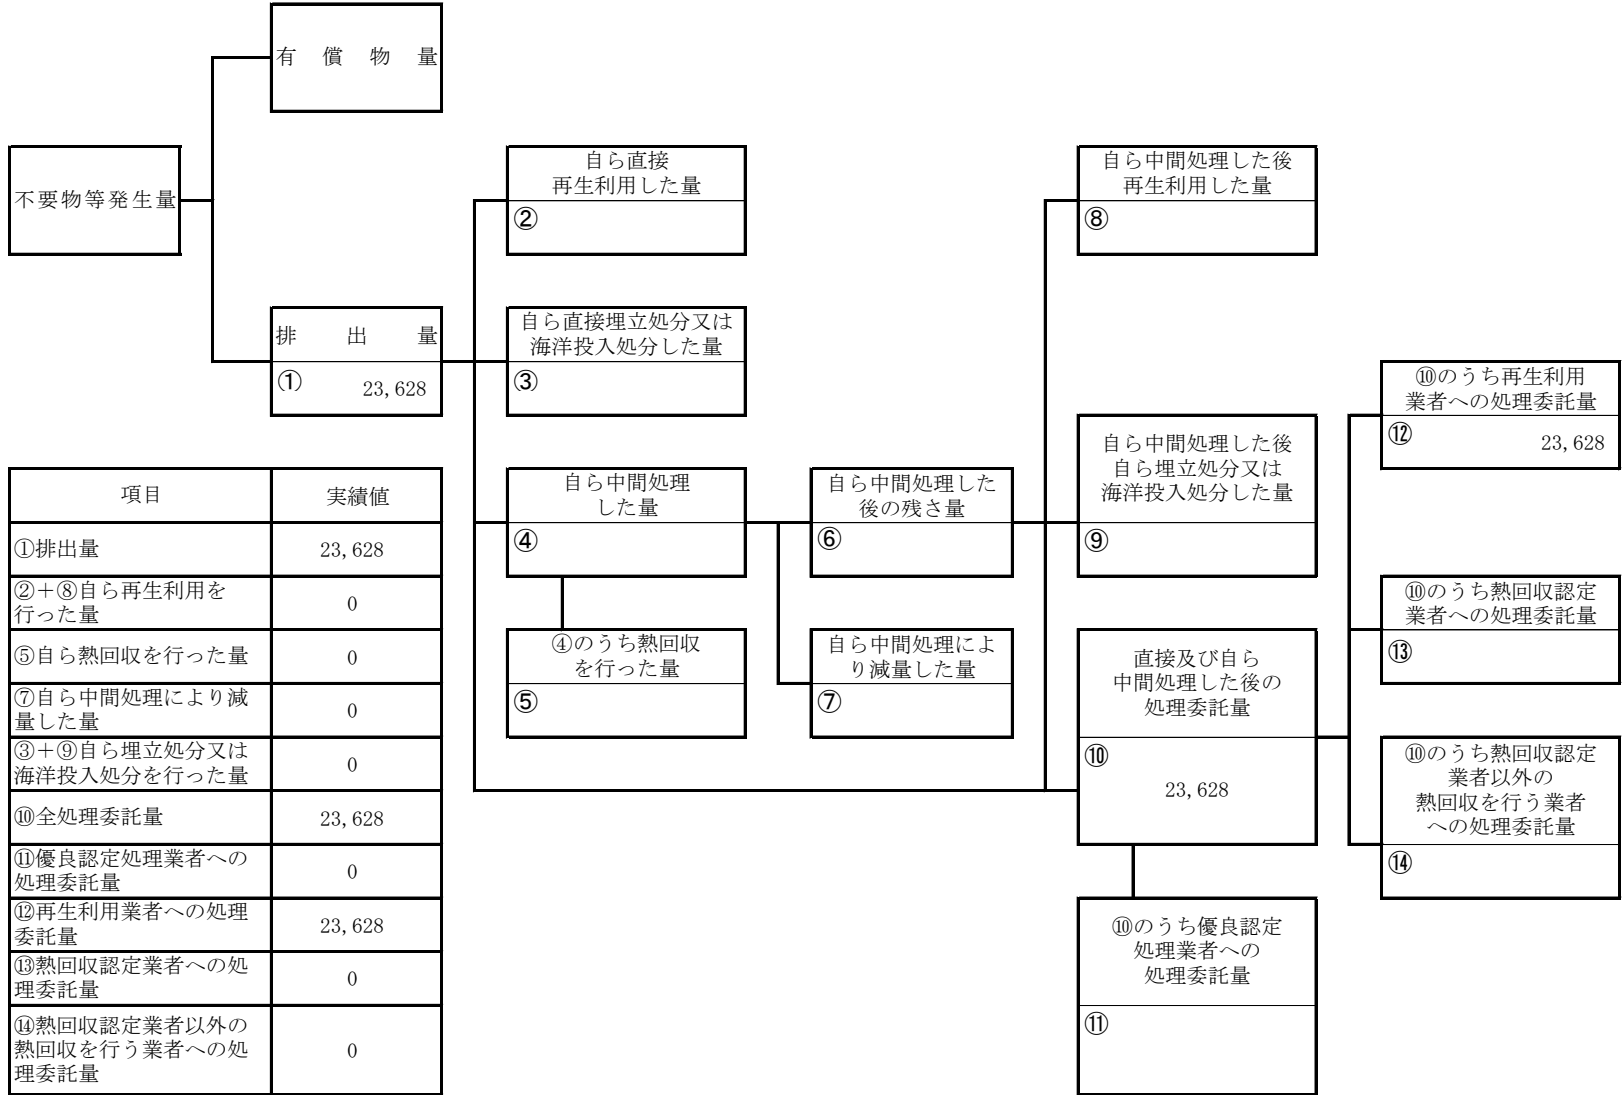 有償物量
不要物等発生量
排出量
①
23,628
自ら直接
再生利用した量
②
自ら直接埋立処分又は
海洋投入処分した量
③
自ら中間処理
した量
④
④のうち熱回収
を行った量
⑤
自ら中間処理した
後の残さ量
⑥
自ら中間処理によ
り減量した量
⑦
自ら中間処理した後
再生利用した量
⑧
自ら中間処理した後
自ら埋立処分又は
海洋投入処分した量
⑨
直接及び自ら
中間処理した後の
処理委託量
⑩
23,628
⑩のうち優良認定
処理業者への
処理委託量
⑪
⑩のうち再生利用
業者への処理委託量
⑫
23,628
⑩のうち熱回収認定
業者への処理委託量
⑬
⑩のうち熱回収認定
業者以外の
熱回収を行う業者
への処理委託量
⑭
項目 実績値
①排出量 23,628
②+⑧自ら再生利用を
行った量 0
⑤自ら熱回収を行った量 0
⑦自ら中間処理により減
量した量 0
③+⑨自ら埋立処分又は
海洋投入処分を行った量 0
⑩全処理委託量 23,628
⑪優良認定処理業者への
処理委託量 0
⑫再生利用業者への処理
委託量 23,628
⑬熱回収認定業者への処
理委託量 0
⑭熱回収認定業者以外の
熱回収を行う業者への処
理委託量 0